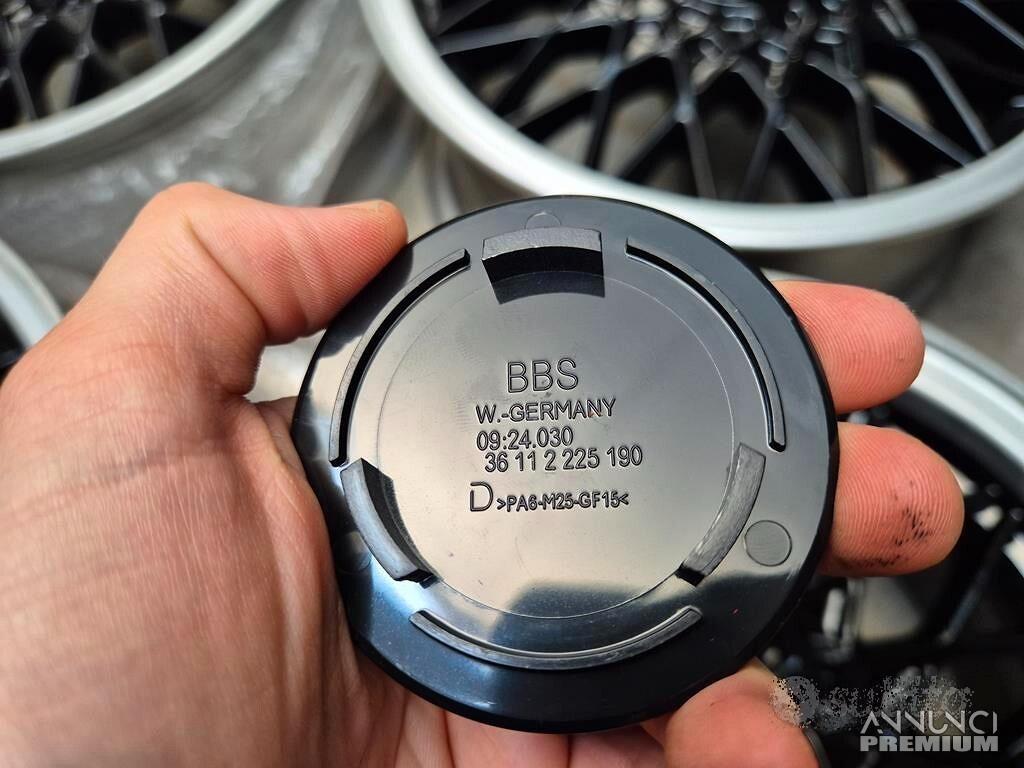 BBS
W.-GERMANY
09:24.030
36 11 2 225 190
D >PA6-M25-GF15<
ANNUNCI
PREMIUM